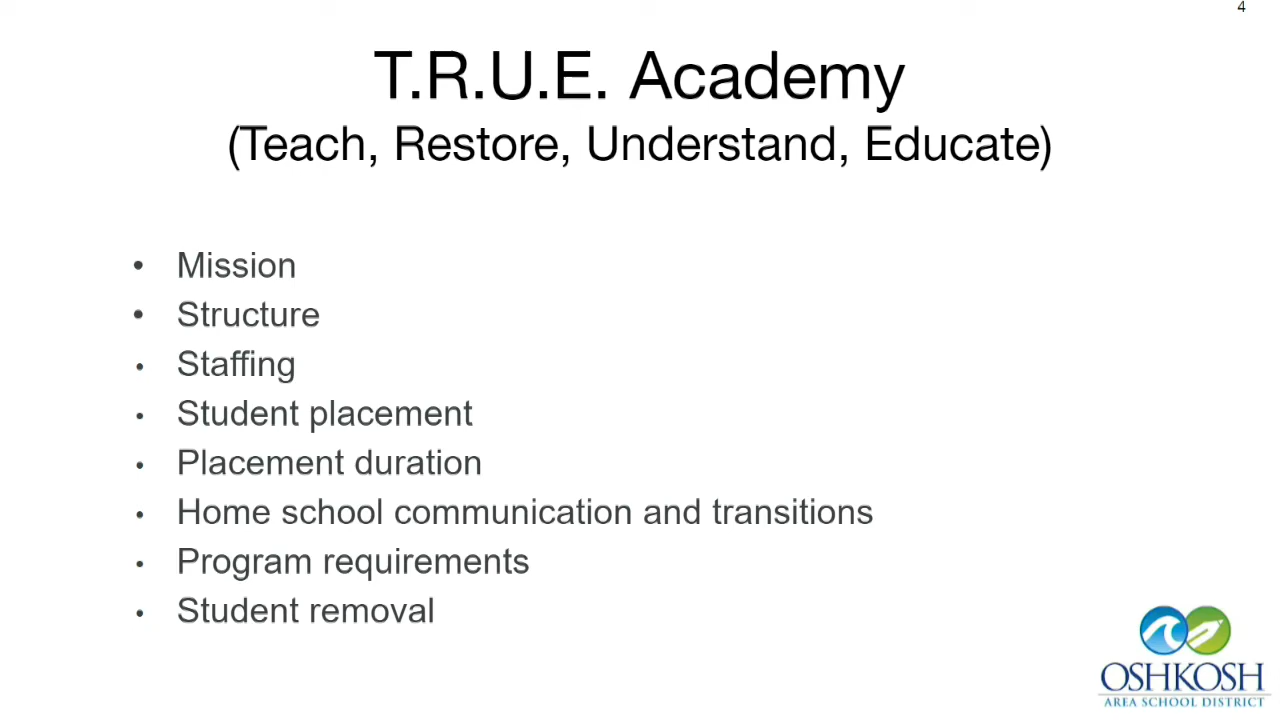 4
T.R.U.E. Academy
(Teach, Restore, Understand, Educate)
• Mission
• Structure
• Staffing
• Student placement
• Placement duration
• Home school communication and transitions
• Program requirements
• Student removal
OSHKOSH
AREA SCHOOL DISTRICT